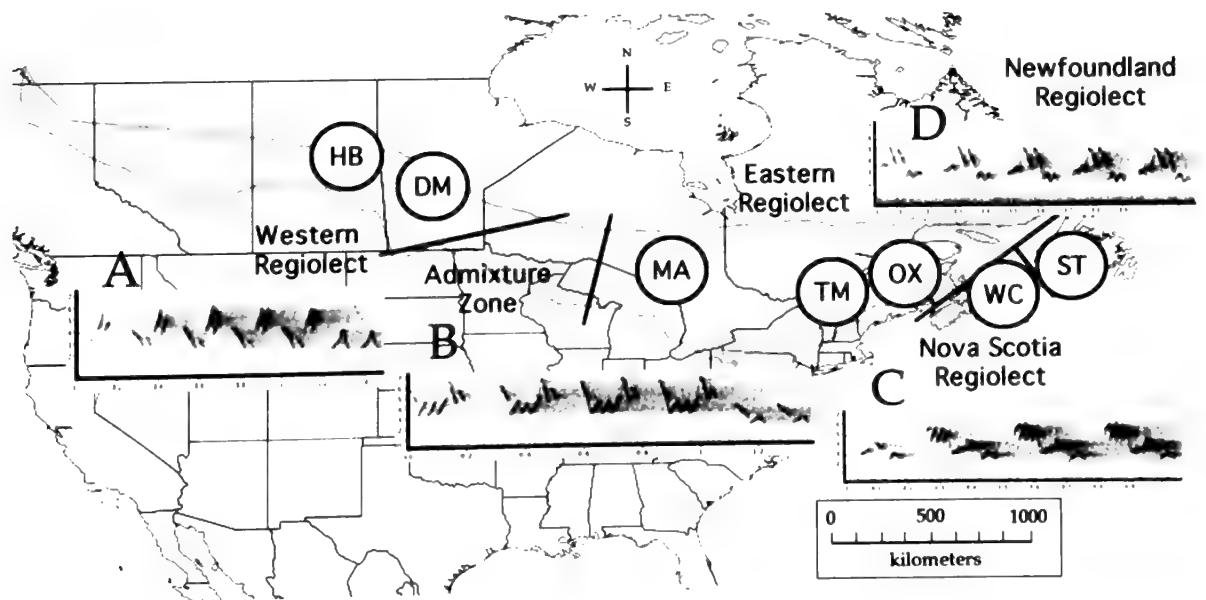 N
W E
S
Newfoundland
Regiolect
D
HB
DM
Eastern
Regiolect
Western
Regiolect
A
Admixture
Zone
B
MA
TM
OX
WC
ST
Nova Scotia
Regiolect
C
0 500 1000
kilometers